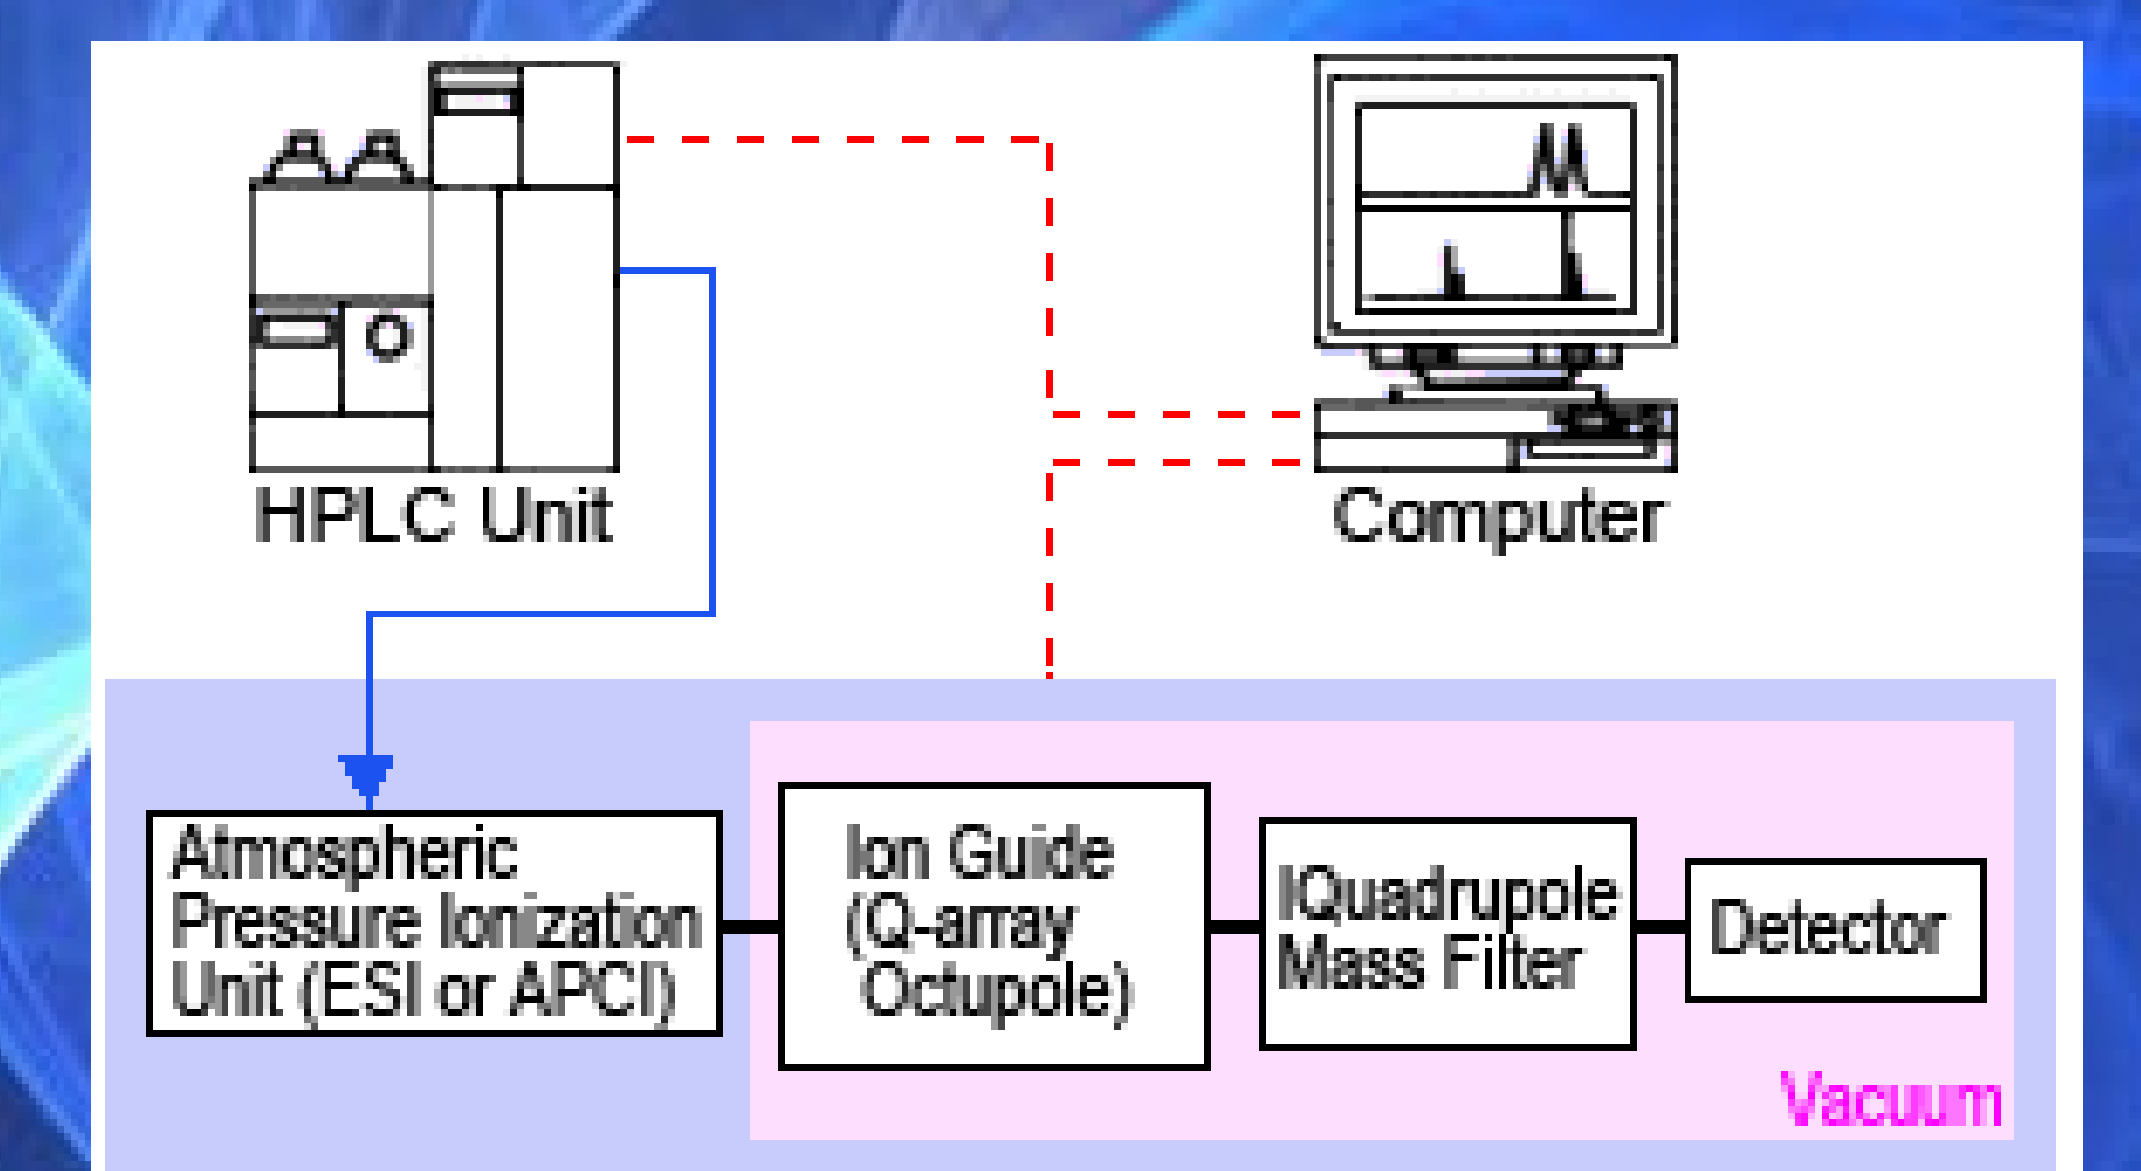 HPLC Unit
Computer
Atmospheric
Pressure Ionization
Unit (ESI or APCI)
Ion Guide
(Q-array
Octupole)
IQuadrupole
Mass Filter
Detector
Vacuum